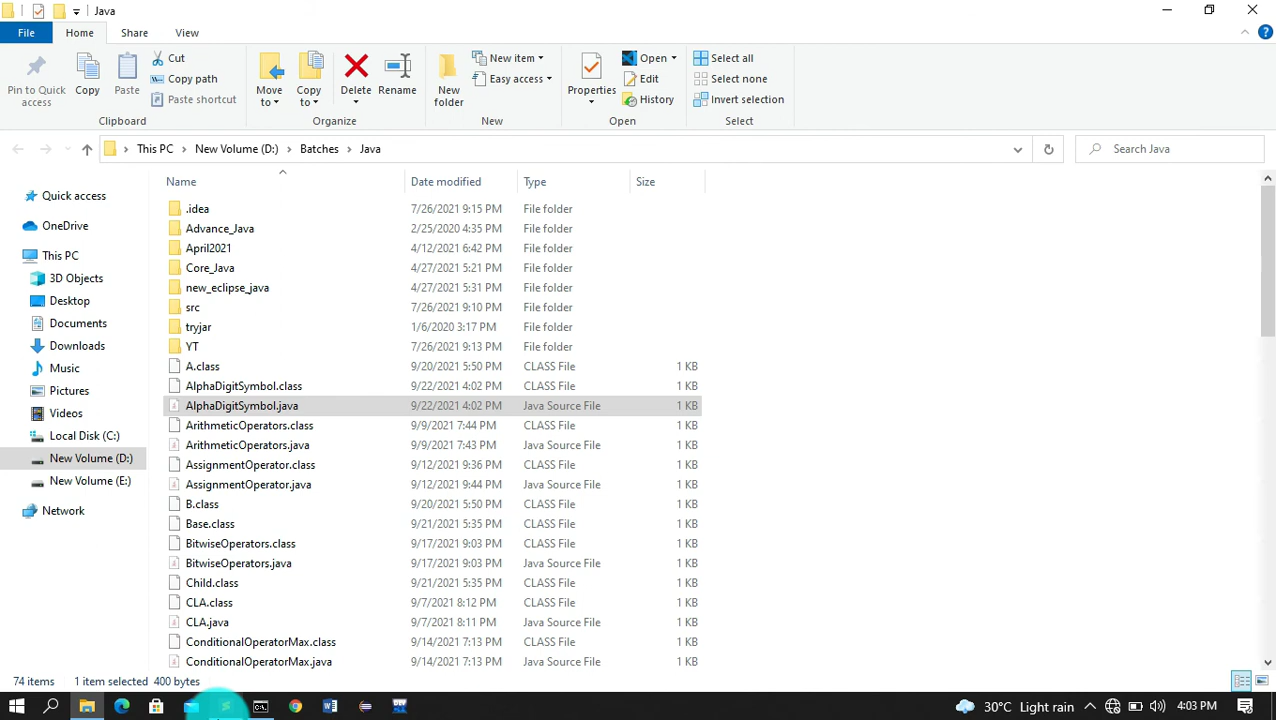 Java
File Home Share View
Pin to Quick access
Copy
Paste
Cut
Copy path
Paste shortcut
Clipboard
Move to
Copy to
Delete
Rename
Organize
New folder
New item
Easy access
New
Properties
Open
Edit
History
Open
Select all
Select none
Invert selection
Select
This PC New Volume (D:) Batches Java
Search Java
Quick access
OneDrive
This PC
3D Objects
Desktop
Documents
Downloads
Music
Pictures
Videos
Local Disk (C:)
New Volume (D:)
New Volume (E:)
Network
Name Date modified Type Size
.idea 7/26/2021 9:15 PM File folder
Advance_Java 2/25/2020 4:35 PM File folder
April2021 4/12/2021 6:42 PM File folder
Core_Java 4/27/2021 5:21 PM File folder
new_eclipse_java 4/27/2021 5:31 PM File folder
src 7/26/2021 9:10 PM File folder
tryjar 1/6/2020 3:17 PM File folder
YT 7/26/2021 9:13 PM File folder
A.class 9/20/2021 5:50 PM CLASS File 1 KB
AlphaDigitSymbol.class 9/22/2021 4:02 PM CLASS File 1 KB
AlphaDigitSymbol.java 9/22/2021 4:02 PM Java Source File 1 KB
ArithmeticOperators.class 9/9/2021 7:44 PM CLASS File 1 KB
ArithmeticOperators.java 9/9/2021 7:43 PM Java Source File 1 KB
AssignmentOperator.class 9/12/2021 9:36 PM CLASS File 1 KB
AssignmentOperator.java 9/12/2021 9:44 PM Java Source File 1 KB
B.class 9/20/2021 5:50 PM CLASS File 1 KB
Base.class 9/21/2021 5:35 PM CLASS File 1 KB
BitwiseOperators.class 9/17/2021 9:03 PM CLASS File 1 KB
BitwiseOperators.java 9/17/2021 9:03 PM Java Source File 1 KB
Child.class 9/21/2021 5:35 PM CLASS File 1 KB
CLA.class 9/7/2021 8:12 PM CLASS File 1 KB
CLA.java 9/7/2021 8:11 PM Java Source File 1 KB
ConditionalOperatorMax.class 9/14/2021 7:13 PM CLASS File 1 KB
ConditionalOperatorMax.java 9/14/2021 7:13 PM Java Source File 1 KB
74 items 1 item selected 400 bytes
30°C Light rain 4:03 PM